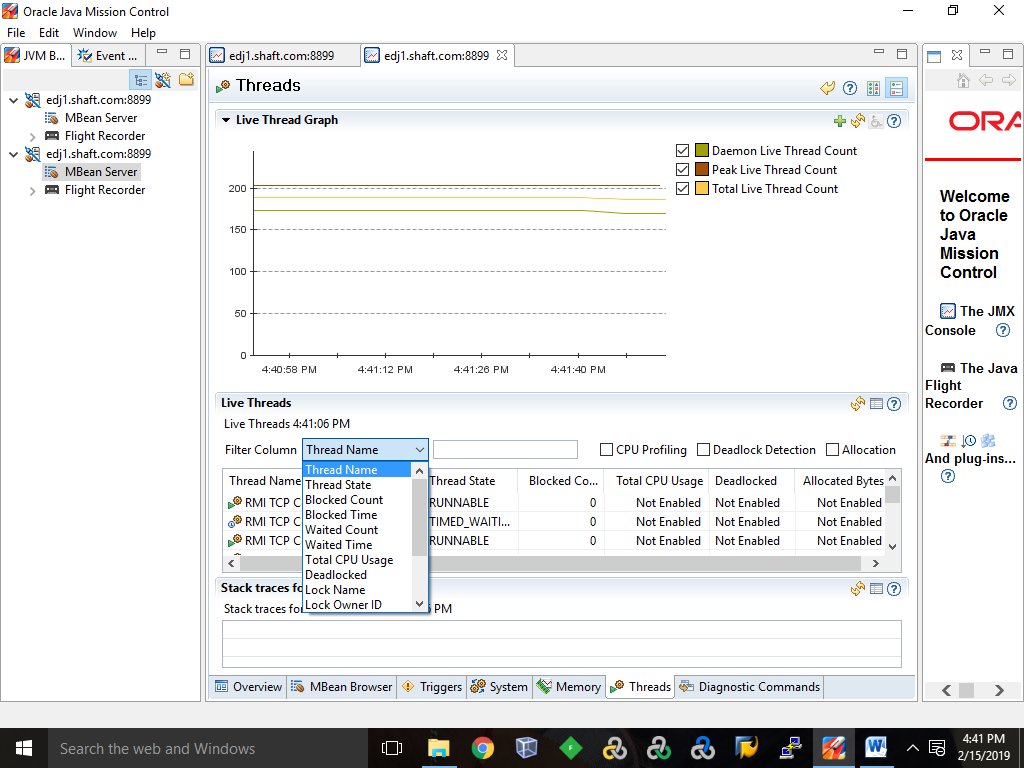 Oracle Java Mission Control
File Edit Window Help
JVM B... Event ...
edj1.shaft.com:8899
MBean Server
Flight Recorder
edj1.shaft.com:8899
MBean Server
Flight Recorder
edj1.shaft.com:8899 edj1.shaft.com:8899
Threads
Live Thread Graph
200
150
100
50
0
4:40:58 PM 4:41:12 PM 4:41:26 PM 4:41:40 PM
Daemon Live Thread Count
Peak Live Thread Count
Total Live Thread Count
Live Threads
Live Threads 4:41:06 PM
Filter Column Thread Name CPU Profiling Deadlock Detection Allocation
Thread Name
Thread State
Blocked Count
Blocked Time
Waited Count
Waited Time
Total CPU Usage
Deadlocked
Lock Name
Lock Owner ID
Thread Name Thread State Blocked Co... Total CPU Usage Deadlocked Allocated Bytes
RMI TCP C RUNNABLE 0 Not Enabled Not Enabled Not Enabled
RMI TCP C TIMED_WAITI... 0 Not Enabled Not Enabled Not Enabled
RMI TCP C RUNNABLE 0 Not Enabled Not Enabled Not Enabled
Stack traces fo
Stack traces for PM
Overview MBean Browser Triggers System Memory Threads Diagnostic Commands
ORA
Welcome
to Oracle
Java
Mission
Control
The JMX
Console
The Java
Flight
Recorder
And plug-ins...
Search the web and Windows
4:41 PM
2/15/2019